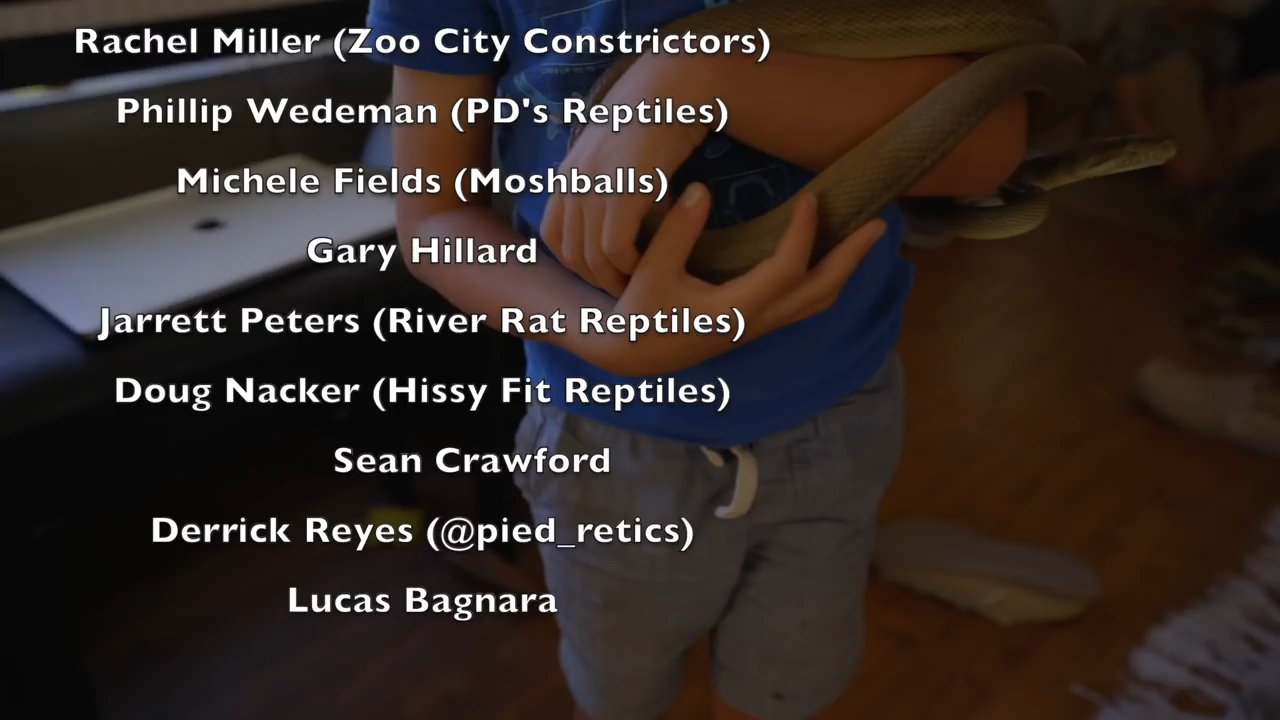 Rachel Miller (Zoo City Constrictors)
Phillip Wedeman (PD's Reptiles)
Michele Fields (Moshballs)
Gary Hillard
Jarrett Peters (River Rat Reptiles)
Doug Nacker (Hissy Fit Reptiles)
Sean Crawford
Derrick Reyes (@pied_retics)
Lucas Bagnara